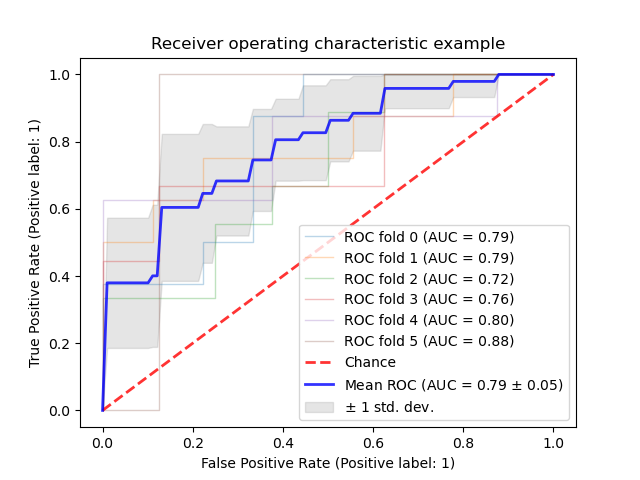 Receiver operating characteristic example
True Positive Rate (Positive label: 1)
1.0
0.8
0.6
0.4
0.2
0.0
ROC fold 0 (AUC = 0.79)
ROC fold 1 (AUC = 0.79)
ROC fold 2 (AUC = 0.72)
ROC fold 3 (AUC = 0.76)
ROC fold 4 (AUC = 0.80)
ROC fold 5 (AUC = 0.88)
Chance
Mean ROC (AUC = 0.79 ± 0.05)
± 1 std. dev.
0.0 0.2 0.4 0.6 0.8 1.0
False Positive Rate (Positive label: 1)